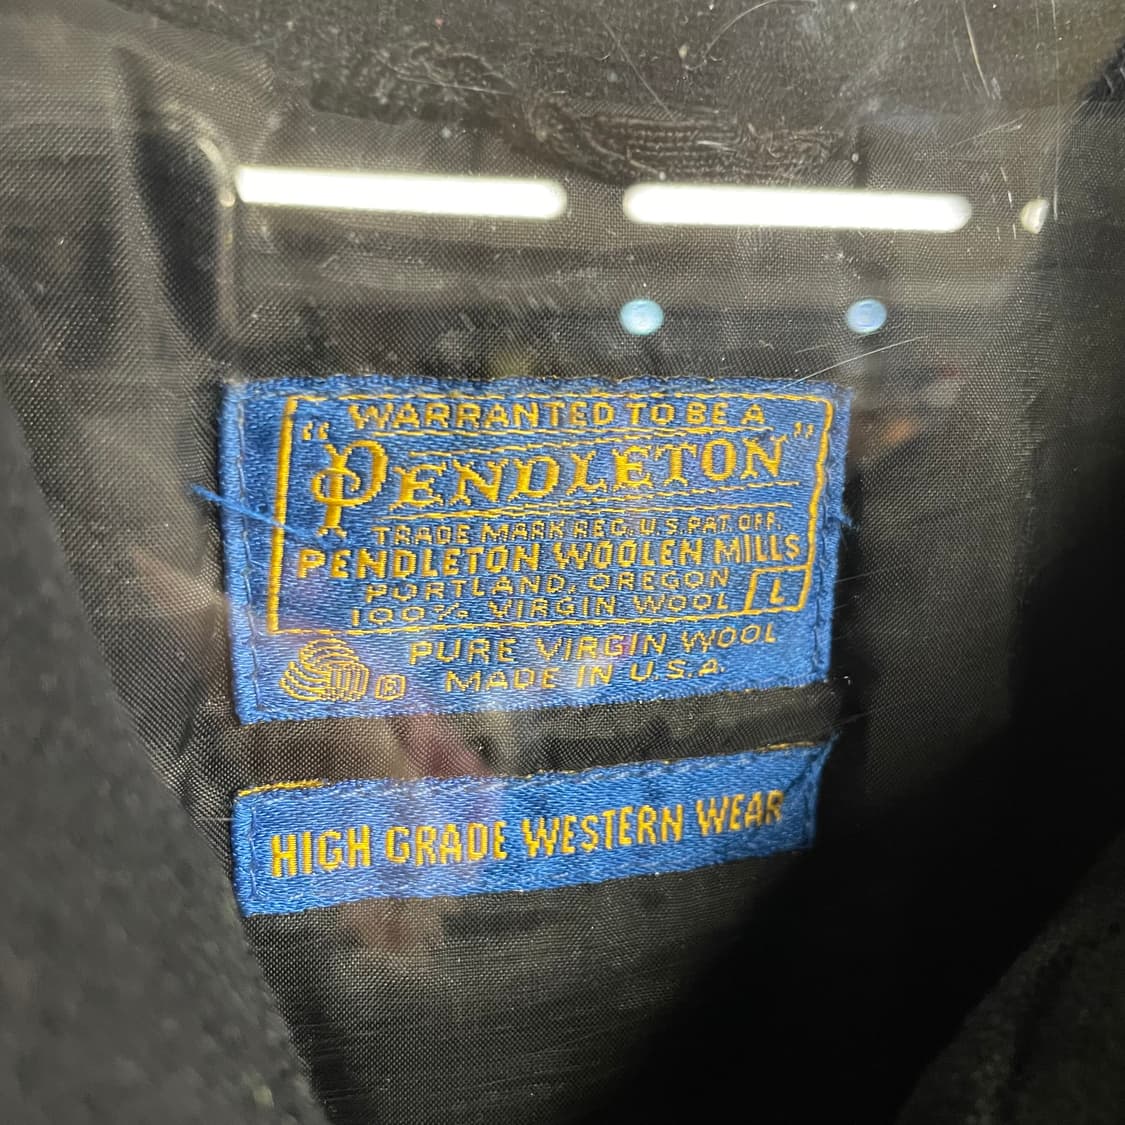 WARRANTED TO BE A
"PENDLETON"
TRADE MARK REG. U.S. PAT. OFF.
PENDLETON WOOLEN MILLS
PORTLAND, OREGON
100% VIRGIN WOOL L
PURE VIRGIN WOOL
® MADE IN U.S.A.
HIGH GRADE WESTERN WEAR